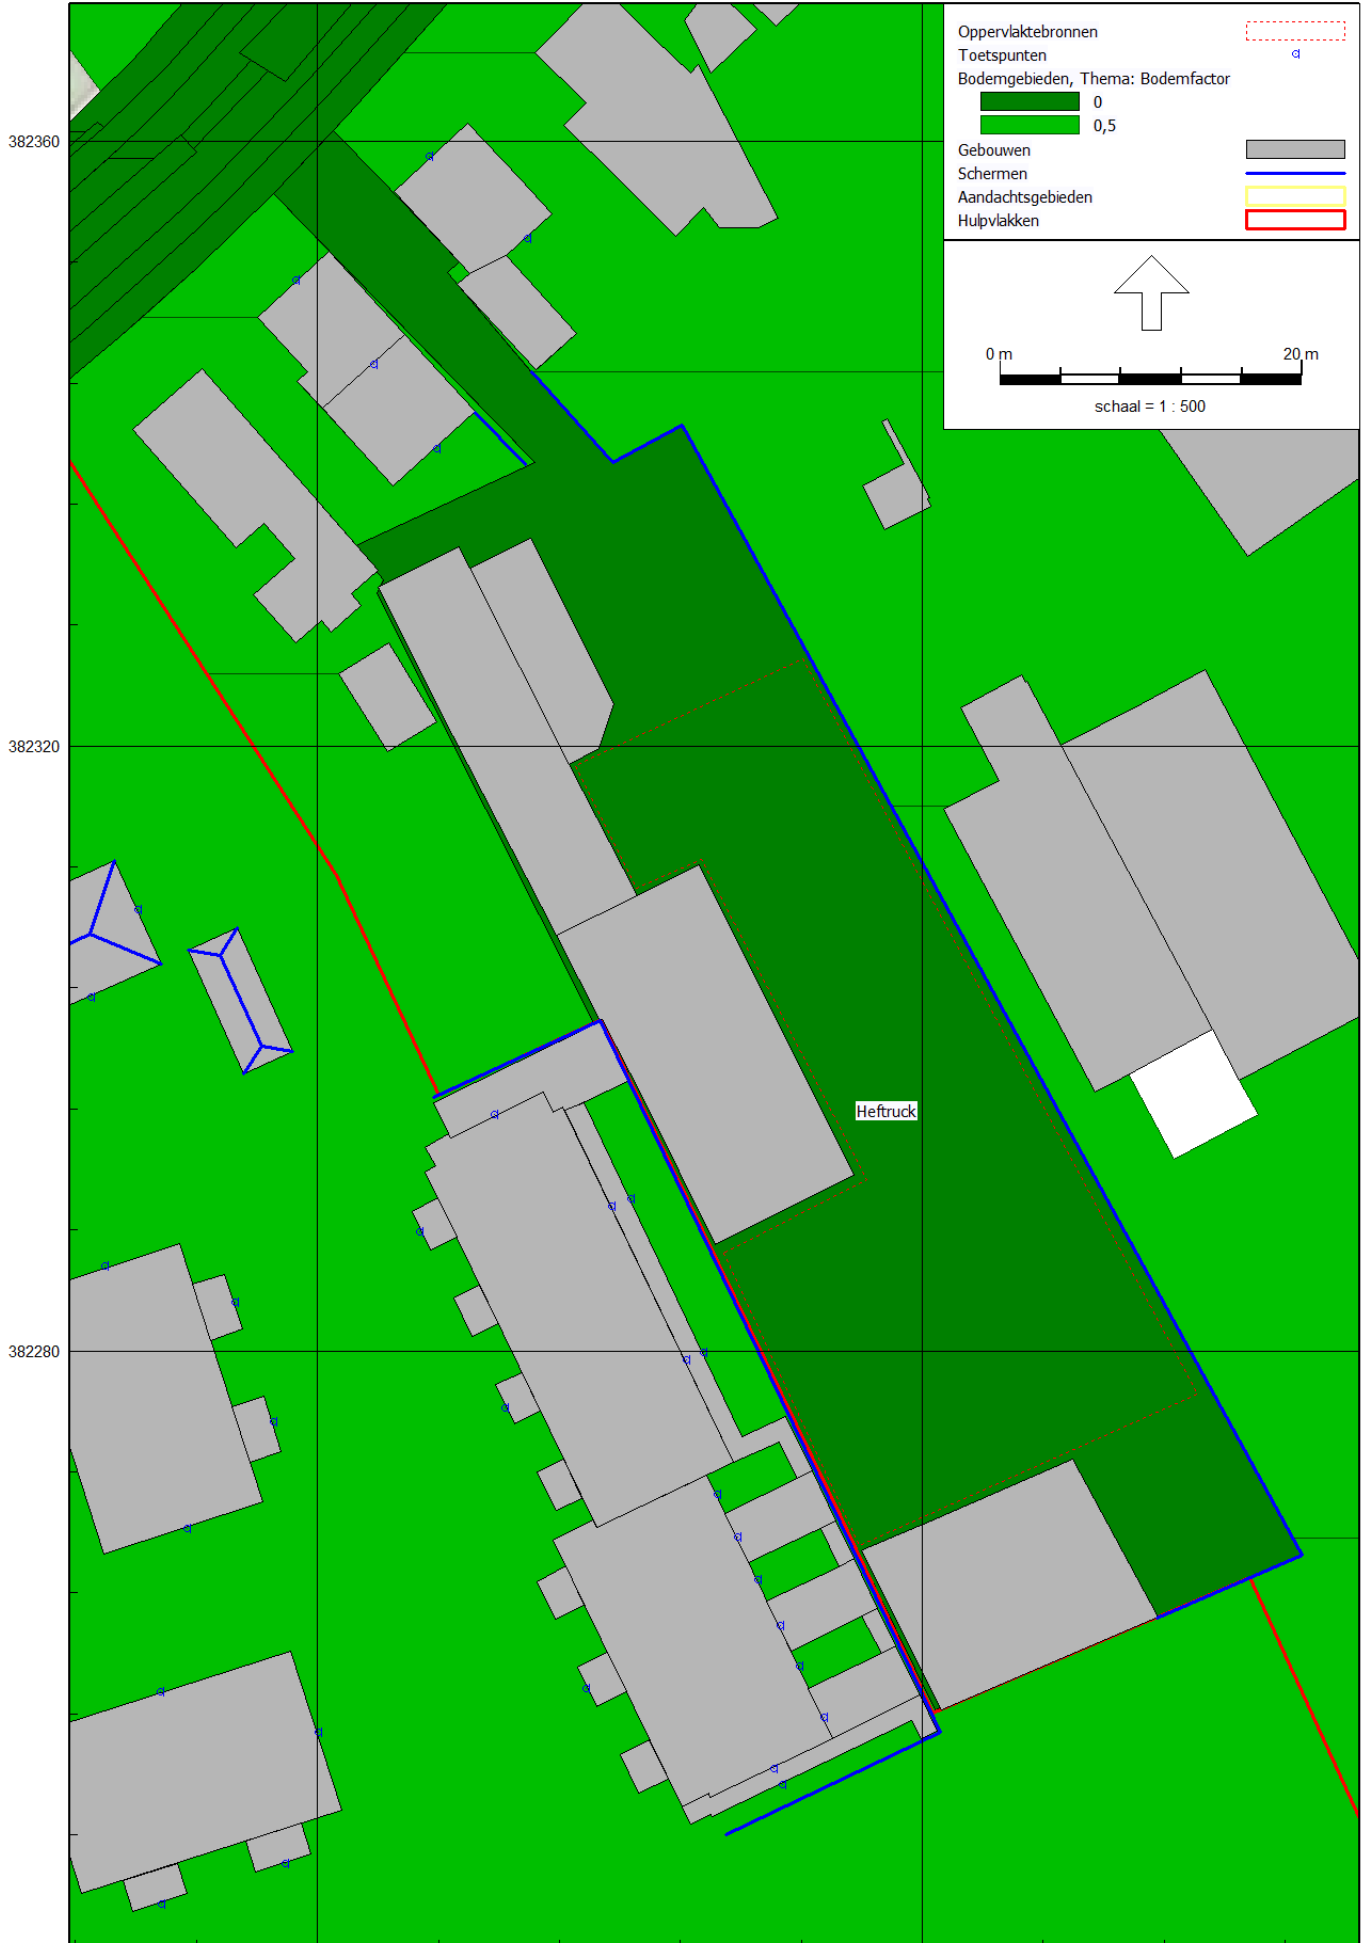 Oppervlaktebronnen
Toetspunten
Bodemgebieden, Thema: Bodemfactor
0
0,5
Gebouwen
Schermen
Aandachtsgebieden
Hulpvlakken
0 m 20 m
schaal = 1 : 500
382360
382320
Heftruck
382280